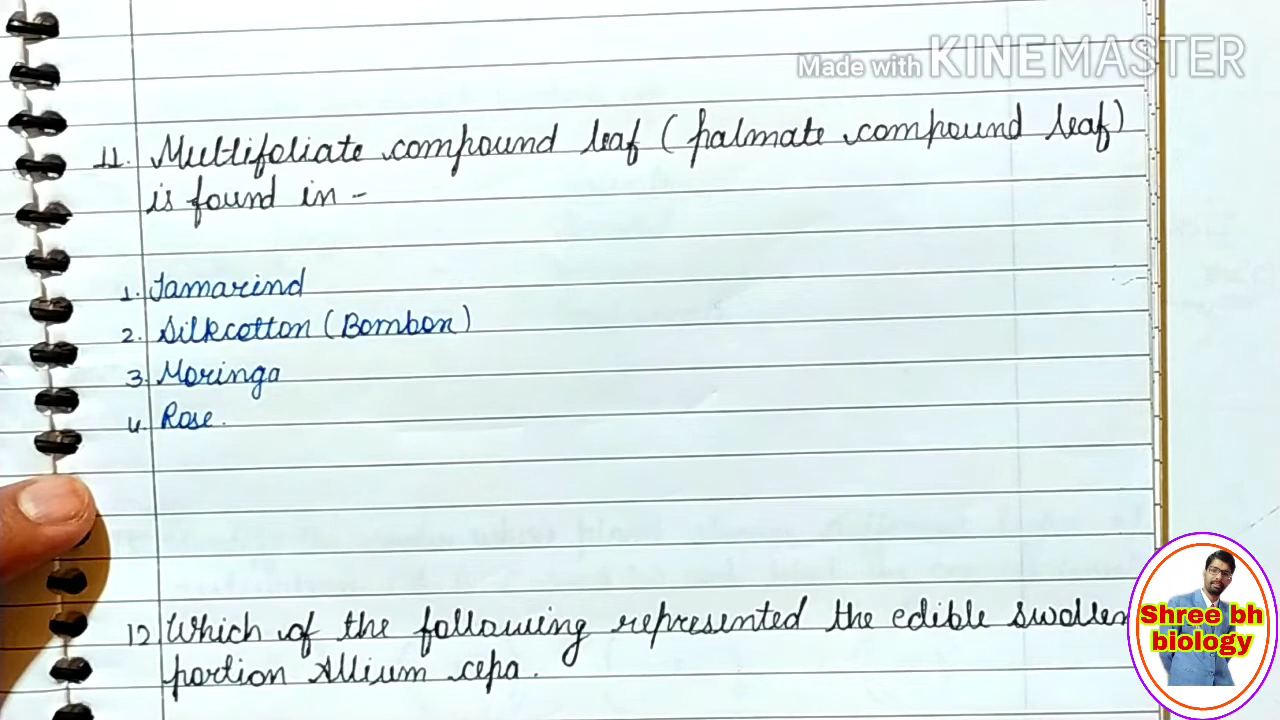 Made with KINEMASTER
11. Multifoliate compound leaf (palmate compound leaf)
is found in -
1. Tamarind
2. Silkcotton (Bombon)
3. Moringa
4. Rose.
12 Which of the following represented the edible swollen
portion Allium cepa.
Shree bh
biology